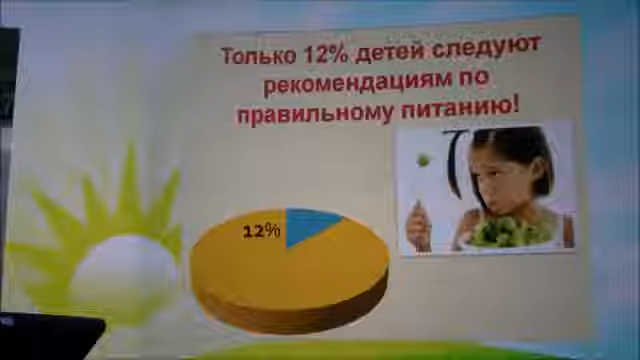 Только 12% детей следуют
рекомендациям по
правильному питанию!
12%